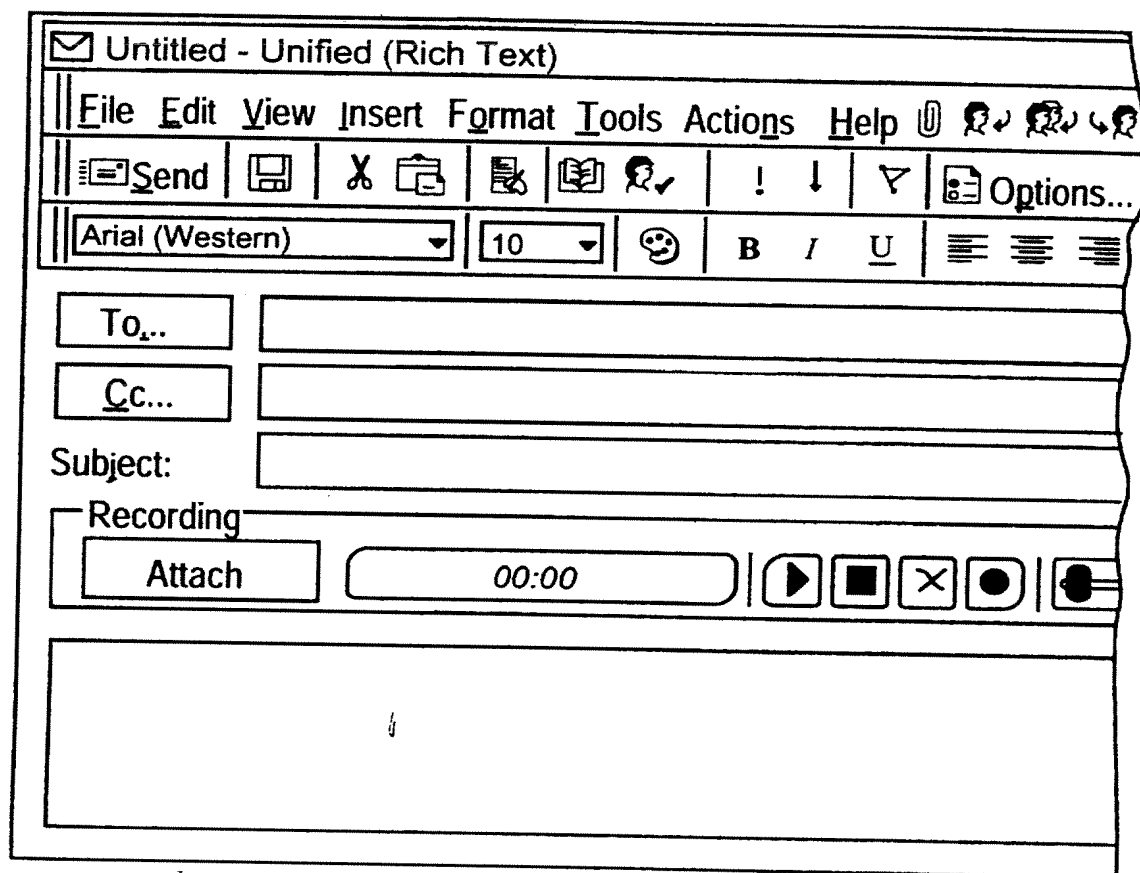 Untitled - Unified (Rich Text)
File Edit View Insert Format Tools Actions Help
Send ! Options...
Arial (Western) 10 B I U
To...
Cc...
Subject:
Recording
Attach 00:00